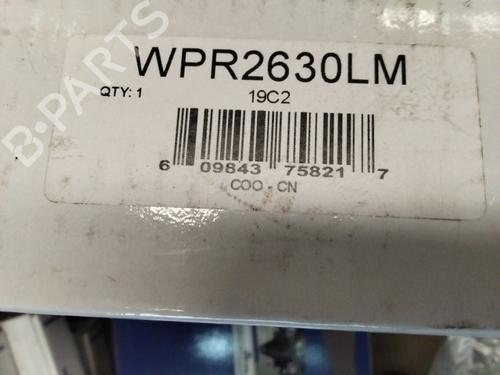 B-PARTS
WPR2630LM
QTY: 1
19C2
6 09843 75821 7
COO - CN